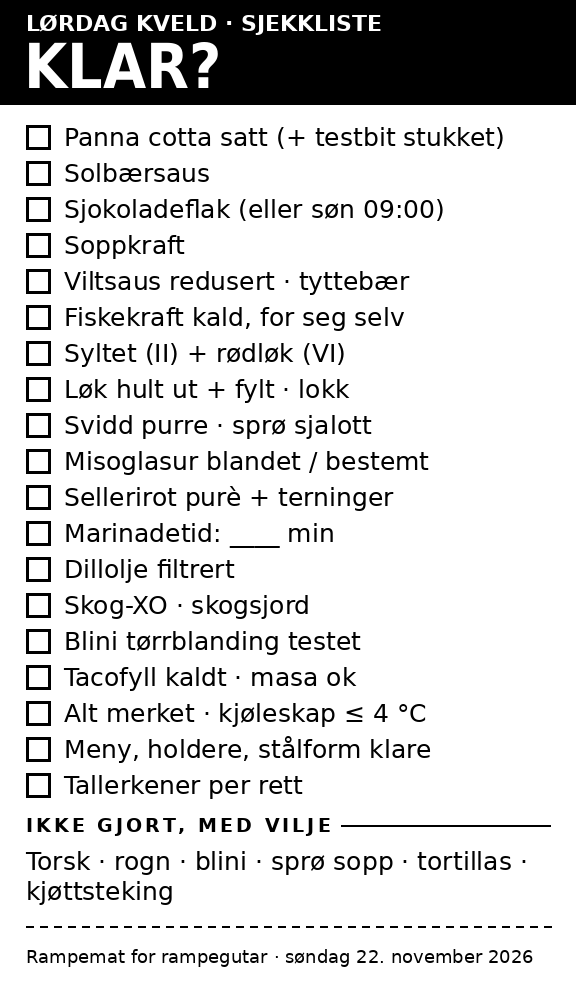 LØRDAG KVELD · SJEKKLISTE
KLAR?
Panna cotta satt (+ testbit stukket)
Solbærsaus
Sjokoladeflak (eller søn 09:00)
Soppkraft
Viltsaus redusert · tyttebær
Fiskekraft kald, for seg selv
Syltet (II) + rødløk (VI)
Løk hult ut + fylt · lokk
Svidd purre · sprø sjalott
Misoglasur blandet / bestemt
Sellerirot purè + terninger
Marinadetid: ____ min
Dillolje filtrert
Skog-XO · skogsjord
Blini tørrblanding testet
Tacofyll kaldt · masa ok
Alt merket · kjøleskap ≤ 4 °C
Meny, holdere, stålform klare
Tallerkener per rett
IKKE GJORT, MED VILJE
Torsk · rogn · blini · sprø sopp · tortillas ·
kjøttsteking
Rampemat for rampegutar · søndag 22. november 2026